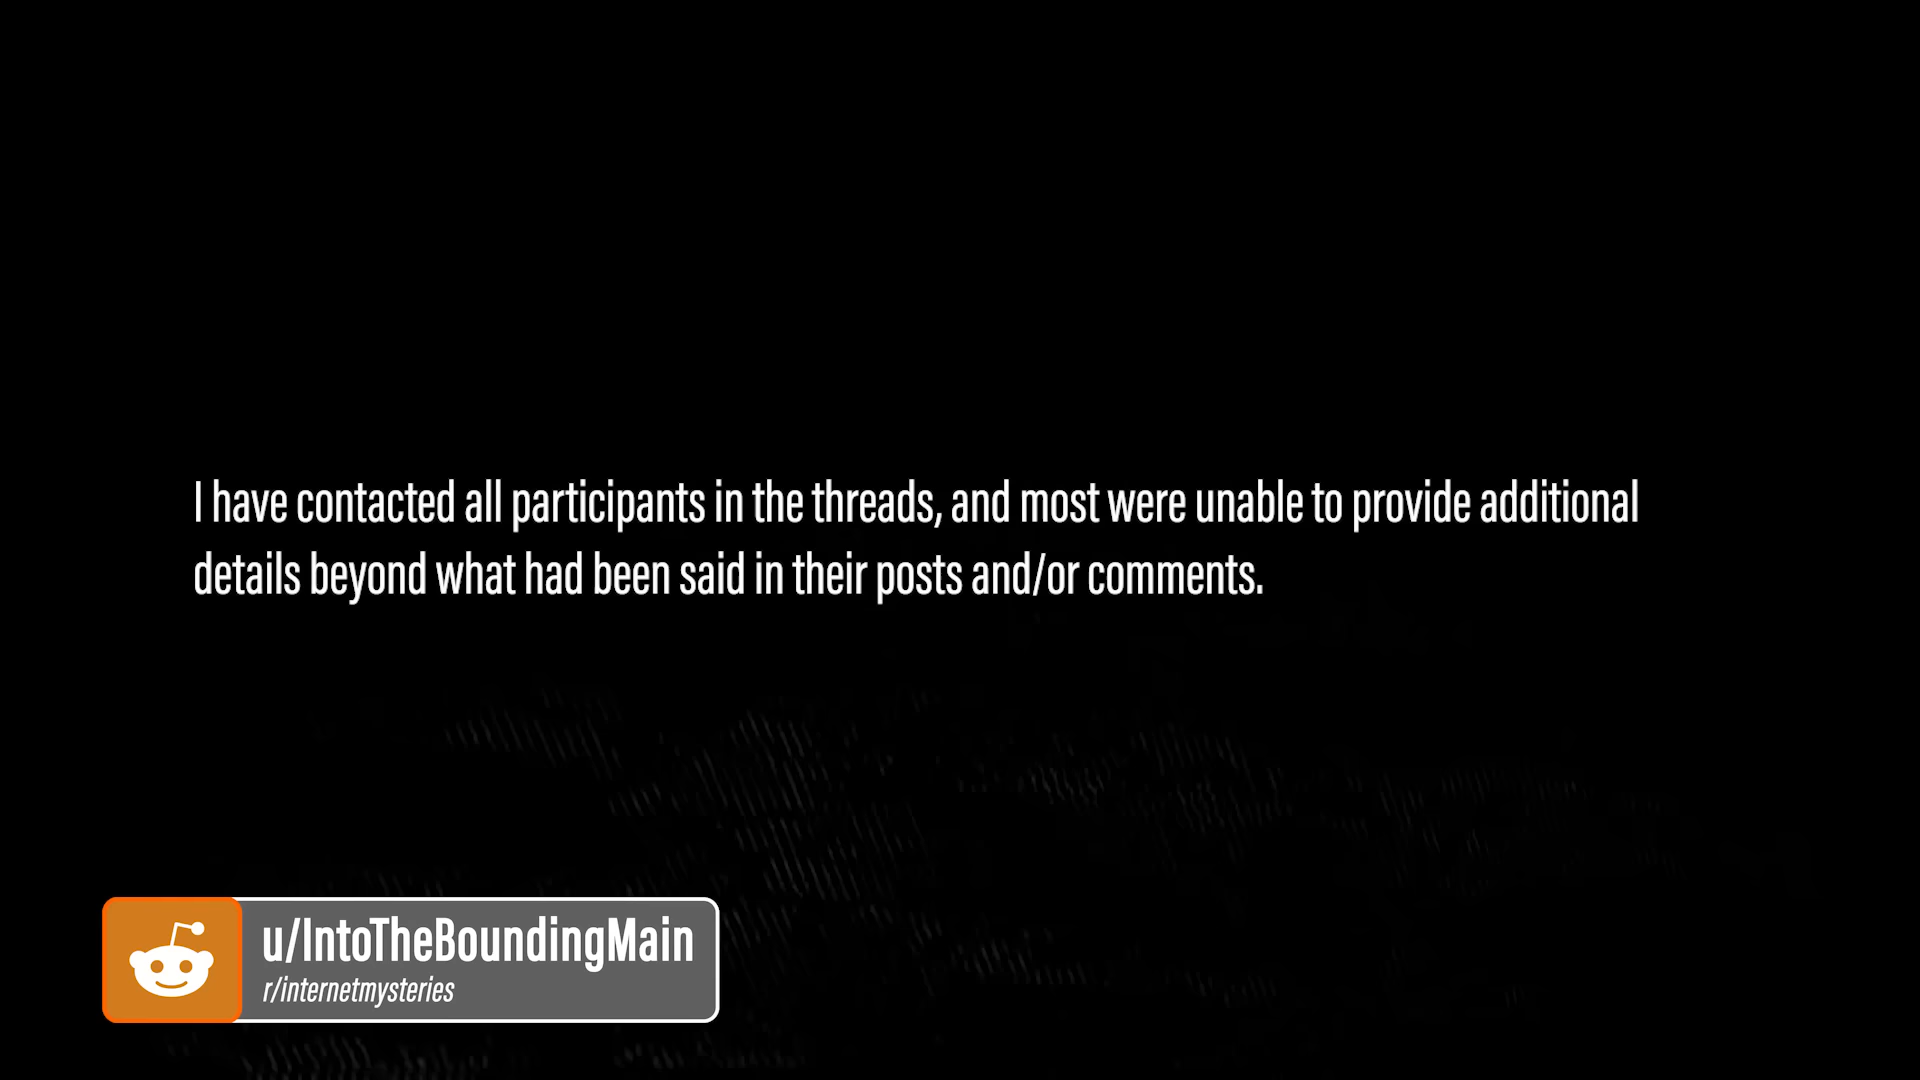 I have contacted all participants in the threads, and most were unable to provide additional
details beyond what had been said in their posts and/or comments.
u/IntoTheBoundingMain
r/internetmysteries